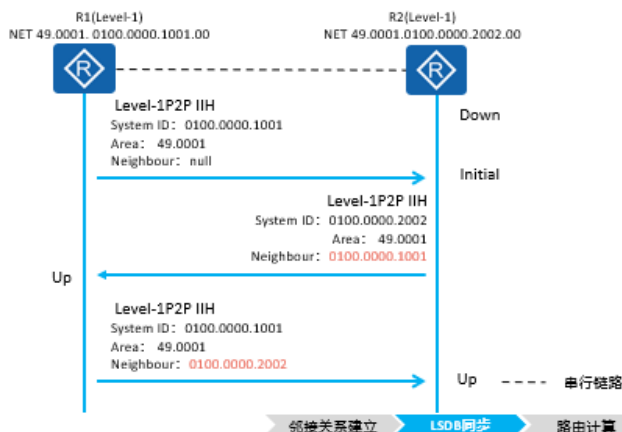 R1(Level-1)
NET 49.0001. 0100.0000.1001.00
R2(Level-1)
NET 49.0001.0100.0000.2002.00
R
R
Level-1P2P IIH
System ID： 0100.0000.1001
Area： 49.0001
Neighbour： null
Down
Initial
Level-1P2P IIH
System ID： 0100.0000.2002
Area： 49.0001
Neighbour： 0100.0000.1001
Up
Level-1P2P IIH
System ID： 0100.0000.1001
Area： 49.0001
Neighbour： 0100.0000.2002
Up
串行链路
邻接关系建立
LSDB同步
路由计算